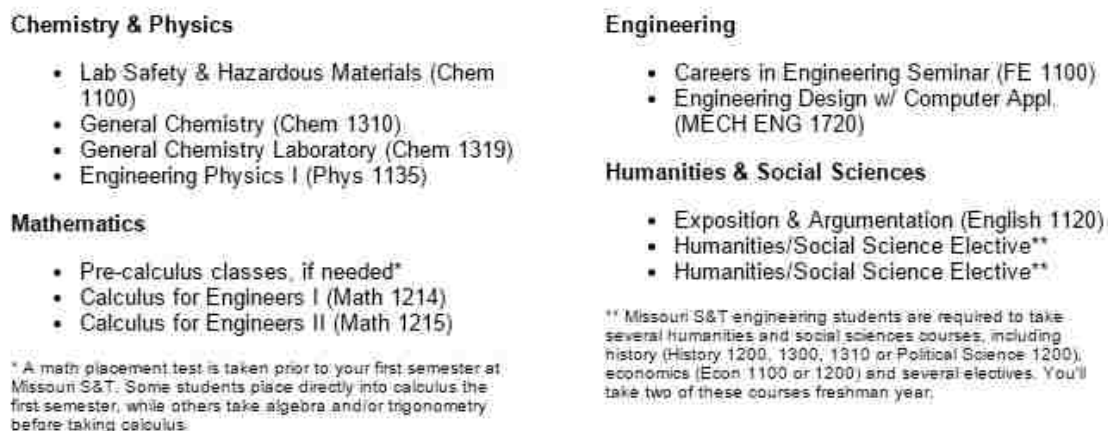 Chemistry & Physics
• Lab Safety & Hazardous Materials (Chem
1100)
• General Chemistry (Chem 1310)
• General Chemistry Laboratory (Chem 1319)
• Engineering Physics I (Phys 1135)
Mathematics
• Pre-calculus classes, if needed*
• Calculus for Engineers I (Math 1214)
• Calculus for Engineers II (Math 1215)
* A math placement test is taken prior to your first semester at
Missouri S&T. Some students place directly into calculus the
first semester, while others take algebra and/or trigonometry
before taking calculus.
Engineering
• Careers in Engineering Seminar (FE 1100)
• Engineering Design w/ Computer Appl.
(MECH ENG 1720)
Humanities & Social Sciences
• Exposition & Argumentation (English 1120)
• Humanities/Social Science Elective**
• Humanities/Social Science Elective**
** Missouri S&T engineering students are required to take
several humanities and social sciences courses, including
history (History 1200, 1300, 1310 or Political Science 1200),
economics (Econ 1100 or 1200) and several electives. You'll
take two of these courses freshman year.